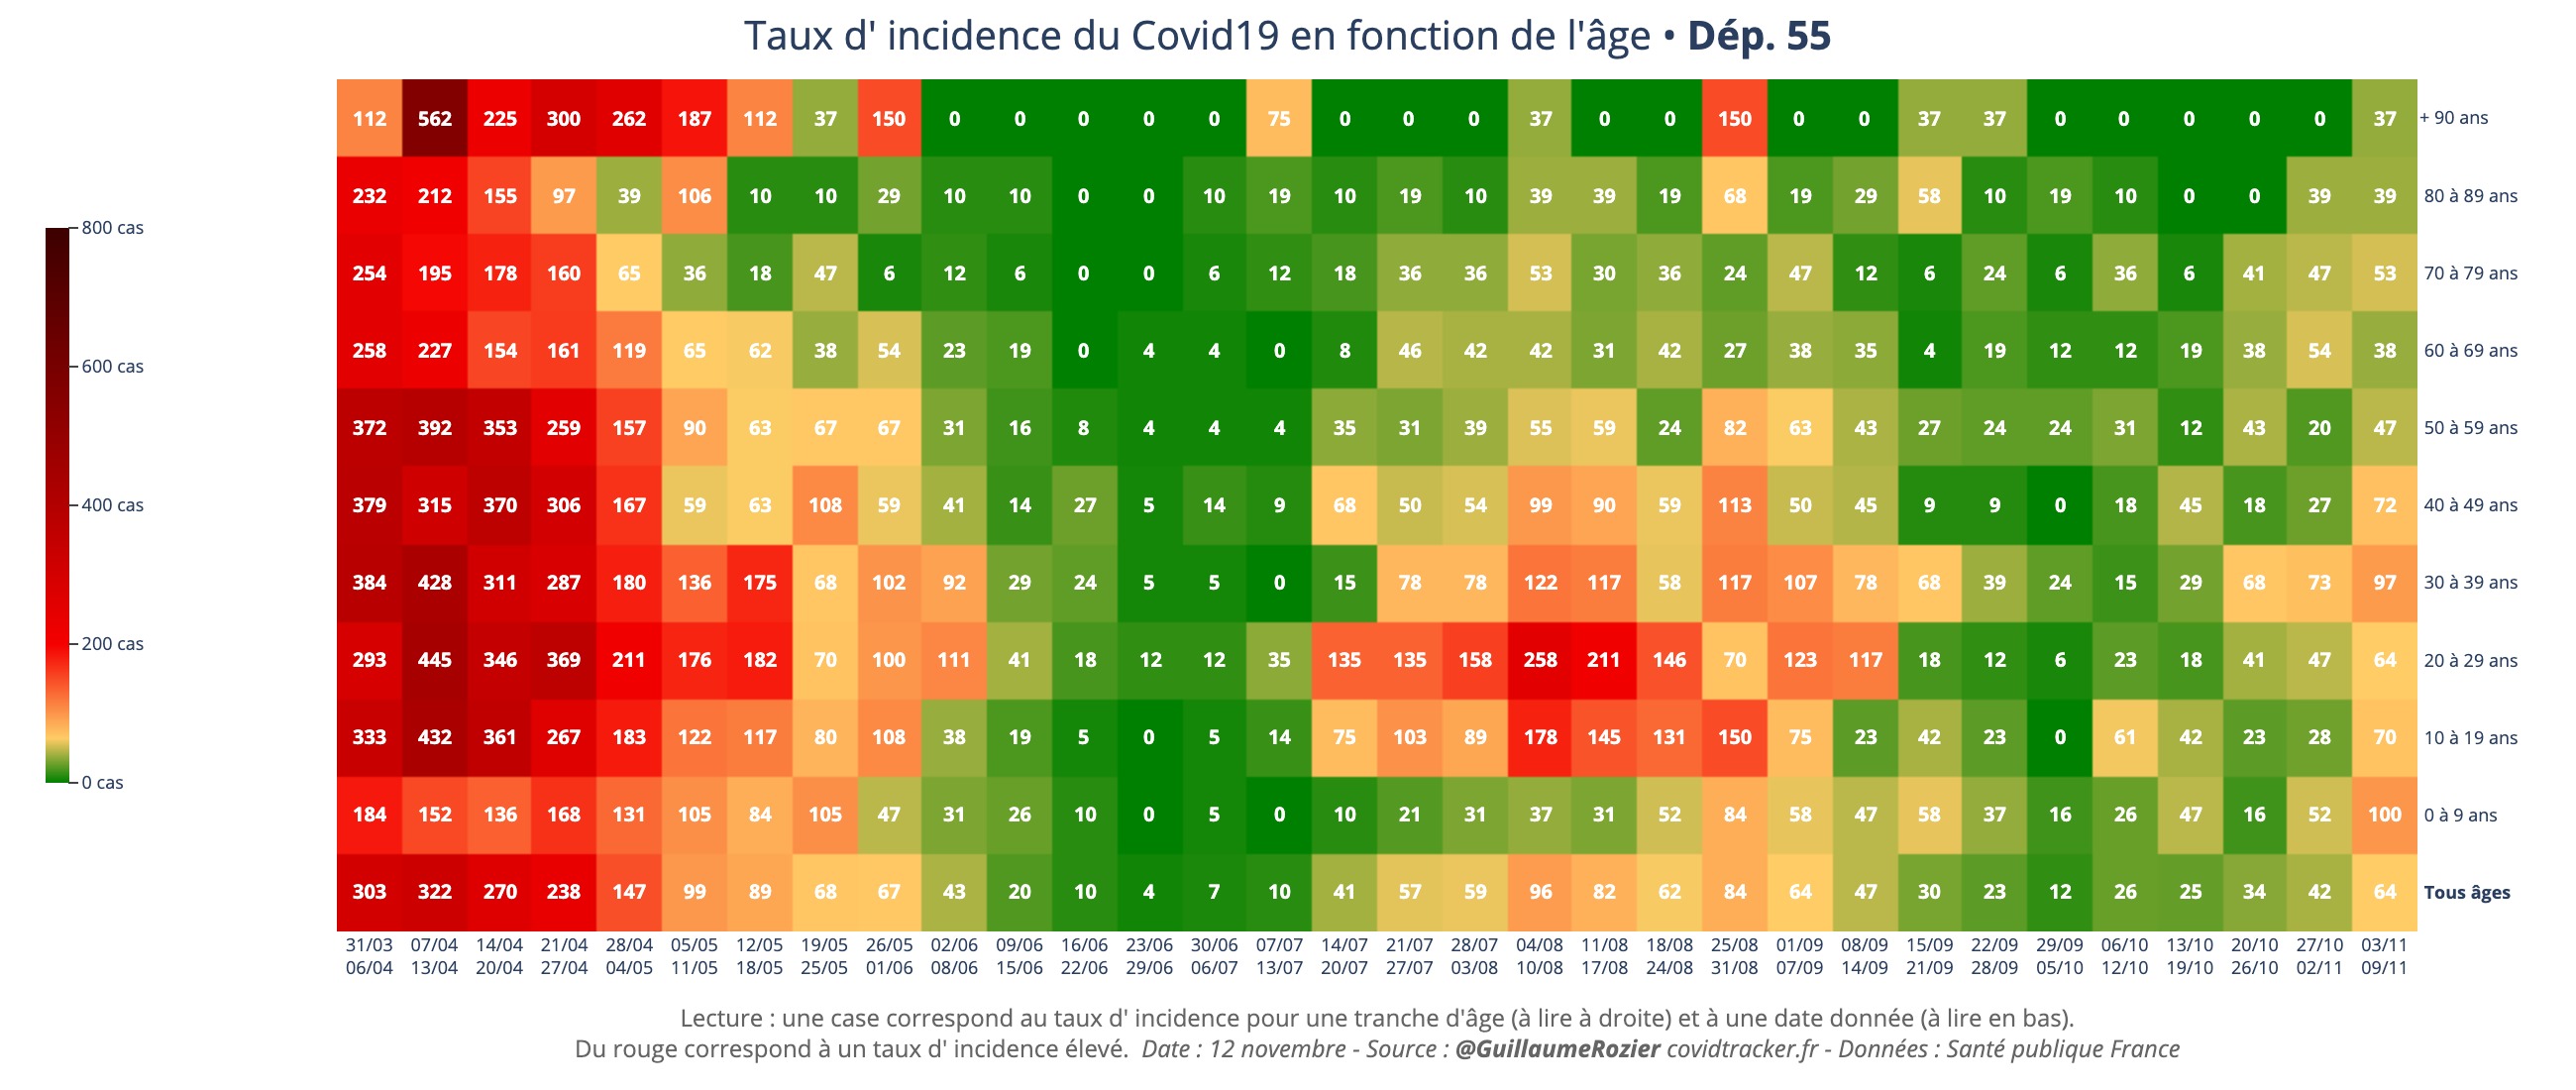 Taux d' incidence du Covid19 en fonction de l'âge • Dép. 55
800 cas
600 cas
400 cas
200 cas
0 cas
112 562 225 300 262 187 112 37 150 0 0 0 0 0 75 0 0 0 37 0 0 150 0 0 37 37 0 0 0 0 0 37 + 90 ans
232 212 155 97 39 106 10 10 29 10 10 0 0 10 19 10 19 10 39 39 19 68 19 29 58 10 19 10 0 0 39 39 80 à 89 ans
254 195 178 160 65 36 18 47 6 12 6 0 0 6 12 18 36 36 53 30 36 24 47 12 6 24 6 36 6 41 47 53 70 à 79 ans
258 227 154 161 119 65 62 38 54 23 19 0 4 4 0 8 46 42 42 31 42 27 38 35 4 19 12 12 19 38 54 38 60 à 69 ans
372 392 353 259 157 90 63 67 67 31 16 8 4 4 4 35 31 39 55 59 24 82 63 43 27 24 24 31 12 43 20 47 50 à 59 ans
379 315 370 306 167 59 63 108 59 41 14 27 5 14 9 68 50 54 99 90 59 113 50 45 9 9 0 18 45 18 27 72 40 à 49 ans
384 428 311 287 180 136 175 68 102 92 29 24 5 5 0 15 78 78 122 117 58 117 107 78 68 39 24 15 29 68 73 97 30 à 39 ans
293 445 346 369 211 176 182 70 100 111 41 18 12 12 35 135 135 158 258 211 146 70 123 117 18 12 6 23 18 41 47 64 20 à 29 ans
333 432 361 267 183 122 117 80 108 38 19 5 0 5 14 75 103 89 178 145 131 150 75 23 42 23 0 61 42 23 28 70 10 à 19 ans
184 152 136 168 131 105 84 105 47 31 26 10 0 5 0 10 21 31 37 31 52 84 58 47 58 37 16 26 47 16 52 100 0 à 9 ans
303 322 270 238 147 99 89 68 67 43 20 10 4 7 10 41 57 59 96 82 62 84 64 47 30 23 12 26 25 34 42 64 Tous âges
31/03 07/04 14/04 21/04 28/04 05/05 12/05 19/05 26/05 02/06 09/06 16/06 23/06 30/06 07/07 14/07 21/07 28/07 04/08 11/08 18/08 25/08 01/09 08/09 15/09 22/09 29/09 06/10 13/10 20/10 27/10 03/11
06/04 13/04 20/04 27/04 04/05 11/05 18/05 25/05 01/06 08/06 15/06 22/06 29/06 06/07 13/07 20/07 27/07 03/08 10/08 17/08 24/08 31/08 07/09 14/09 21/09 28/09 05/10 12/10 19/10 26/10 02/11 09/11
Lecture : une case correspond au taux d' incidence pour une tranche d'âge (à lire à droite) et à une date donnée (à lire en bas).
Du rouge correspond à un taux d' incidence élevé. Date : 12 novembre - Source : @GuillaumeRozier covidtracker.fr - Données : Santé publique France